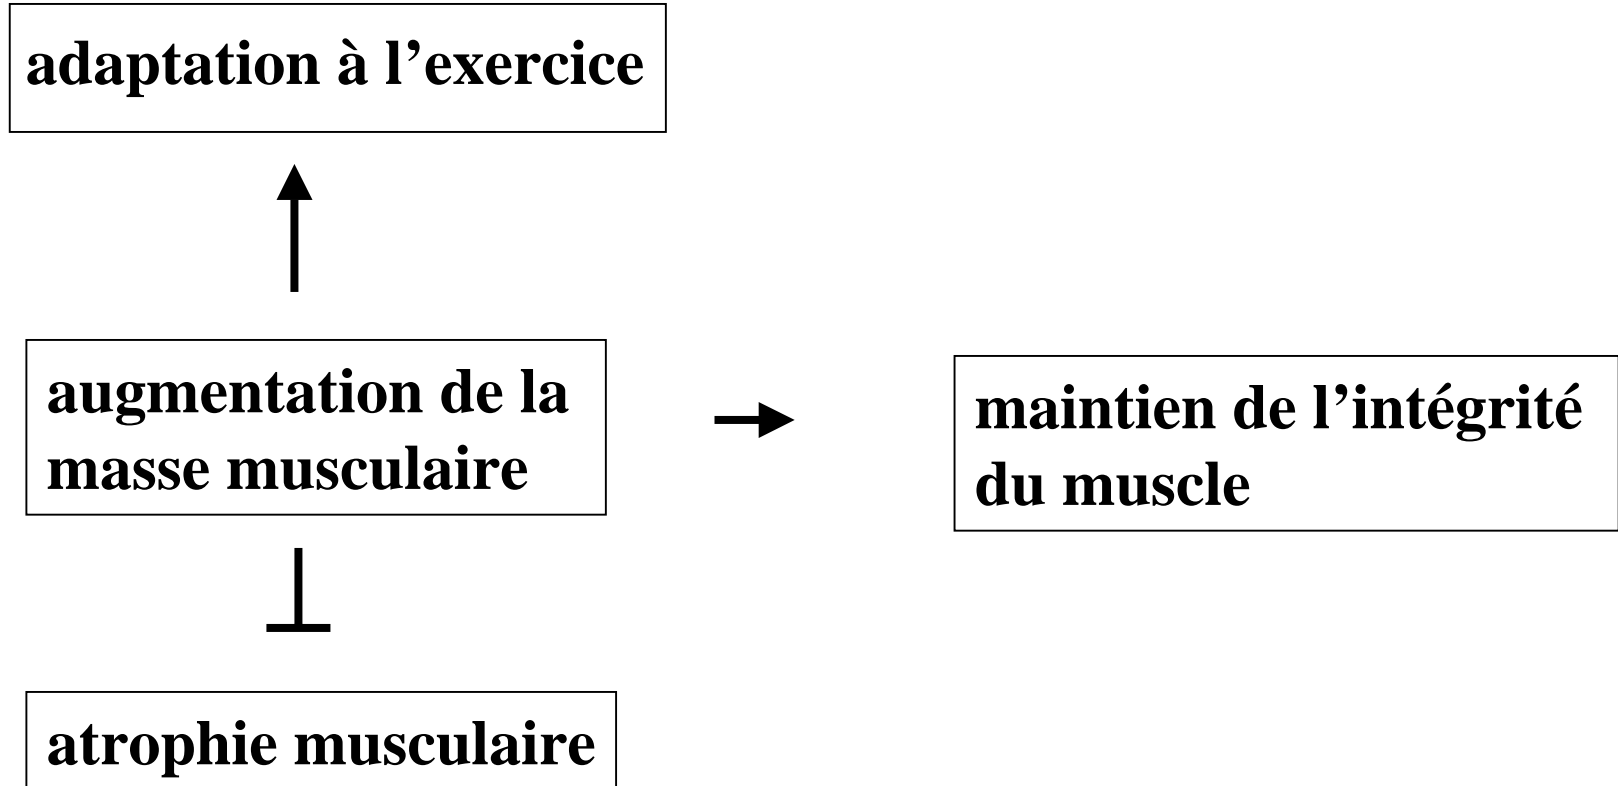 adaptation à l’exercice
augmentation de la
masse musculaire
maintien de l’intégrité
du muscle
atrophie musculaire